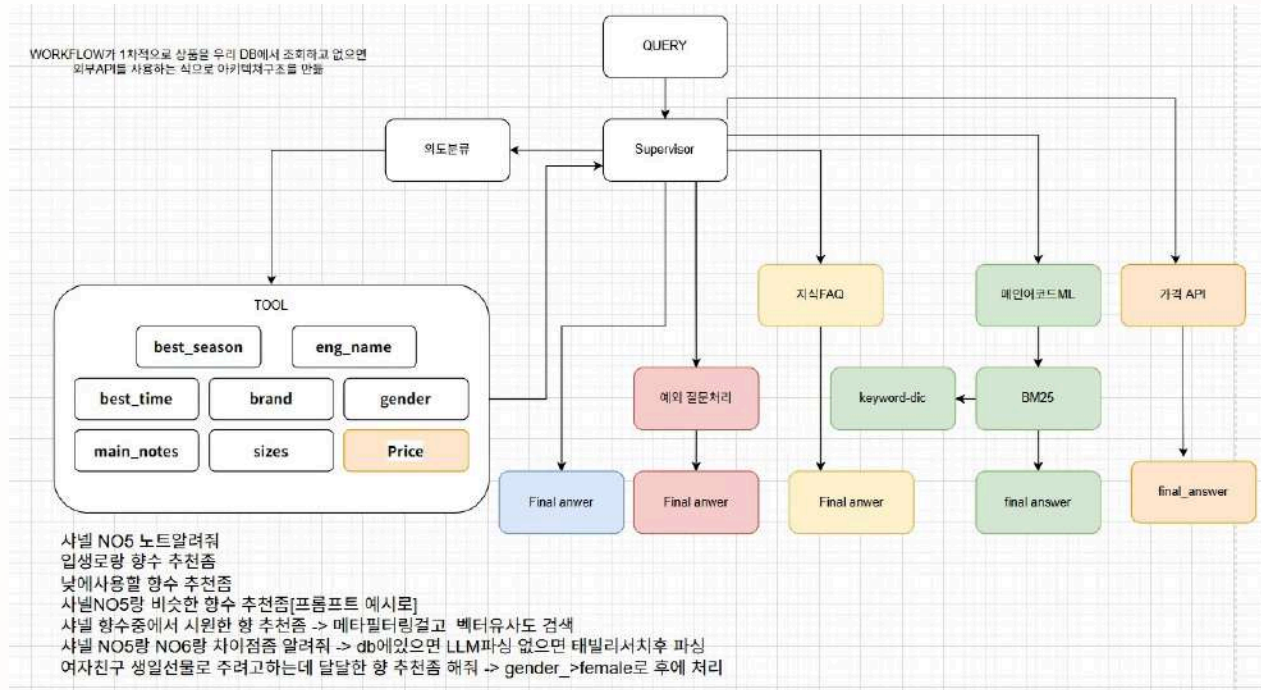 WORKFLOW가 1차적으로 상품을 우리 DB에서 조회하고 없으면
외부API를 사용하는 식으로 아키텍처구조를 만듦
QUERY
의도분류
Supervisor
TOOL
best_season
eng_name
best_time
brand
gender
main_notes
sizes
Price
지식FAQ
메인어코드ML
가격 API
예외 질문처리
keyword-dic
BM25
Final anwer
Final anwer
Final anwer
final answer
final_answer
샤넬 NO5 노트알려줘
입생로랑 향수 추천좀
낮에사용할 향수 추천좀
샤넬NO5랑 비슷한 향수 추천좀[프롬프트 예시로]
샤넬 향수중에서 시원한 향 추천좀 -> 메타필터링걸고 벡터유사도 검색
샤넬 NO5랑 NO6랑 차이점좀 알려줘 -> db에있으면 LLM파싱 없으면 태빌리서치후 파싱
여자친구 생일선물로 주려고하는데 달달한 향 추천좀 해줘 -> gender_>female로 후에 처리